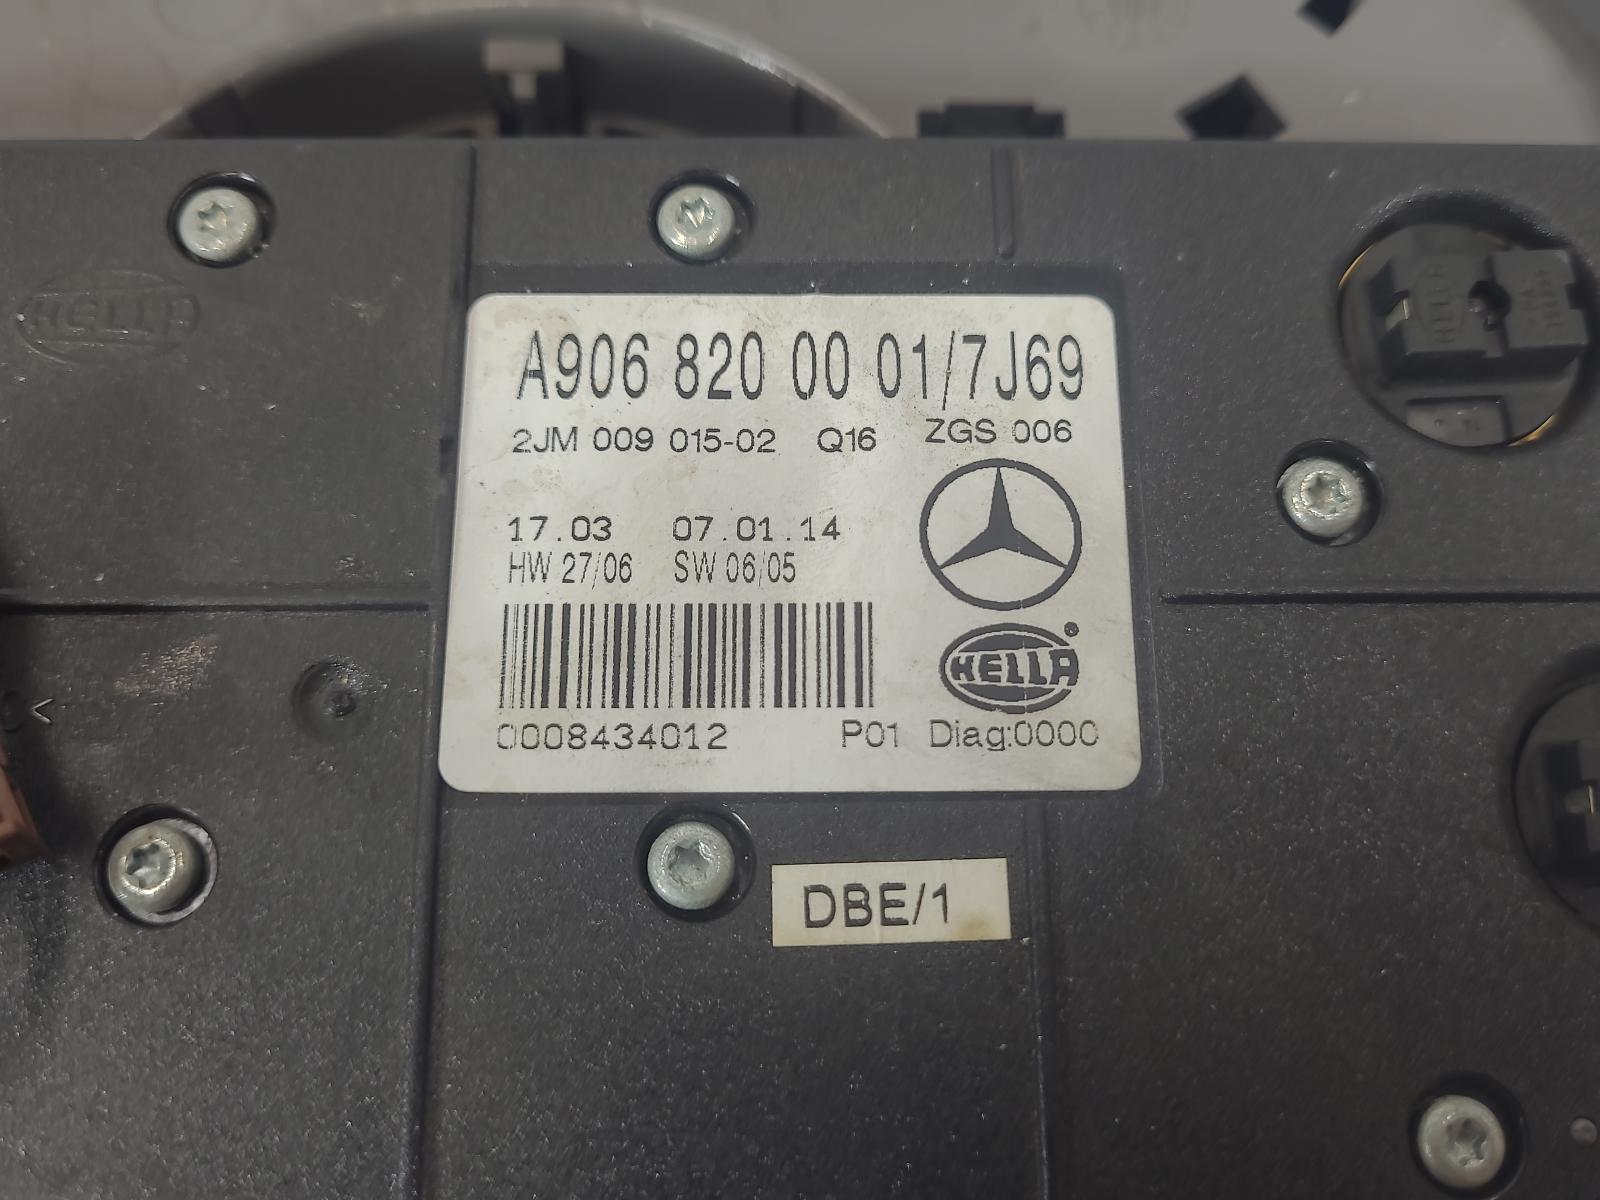 HELLA
A906 820 00 01/7J69
2JM 009 015-02 Q16 ZGS 006
17.03 07.01.14
HW 27/06 SW 06/05
HELLA®
0008434012 P01 Diag:0000
DBE/1